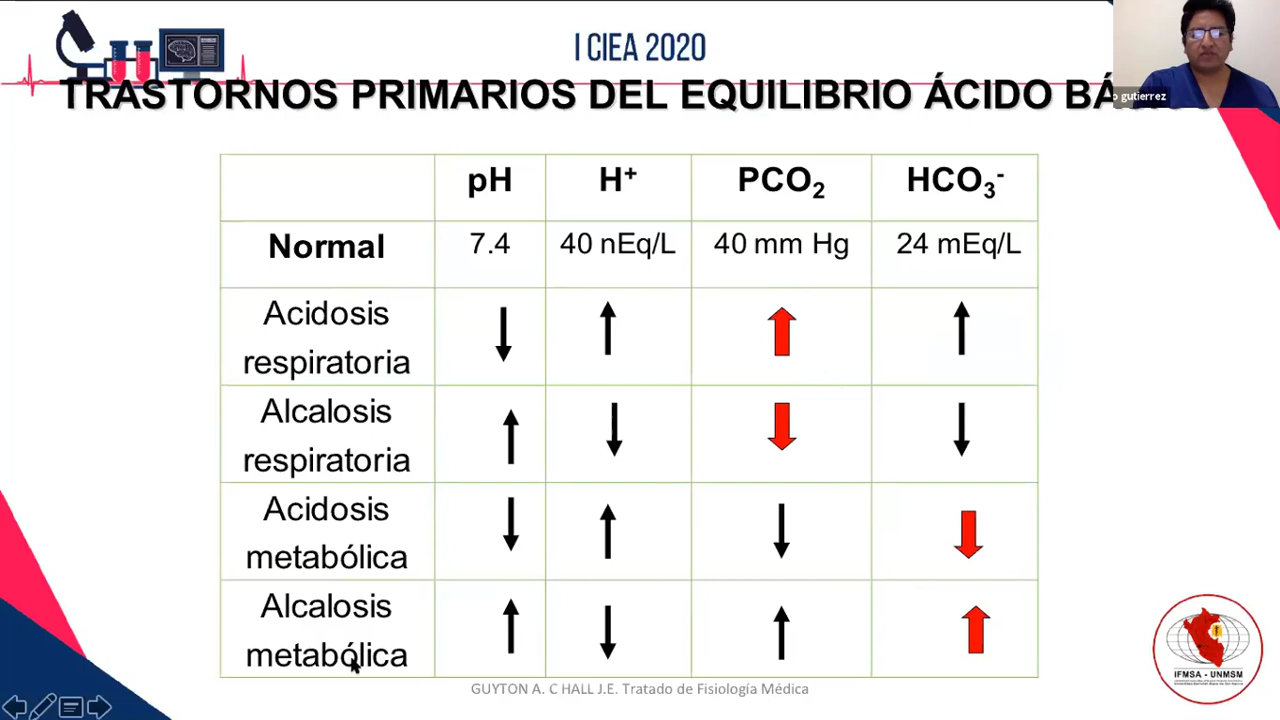 I CIEA 2020
TRASTORNOS PRIMARIOS DEL EQUILIBRIO ÁCIDO
o gutierrez
pH H⁺ PCO₂ HCO₃⁻
Normal 7.4 40 nEq/L 40 mm Hg 24 mEq/L
Acidosis
respiratoria
Alcalosis
respiratoria
Acidosis
metabólica
Alcalosis
metabólica
GUYTON A. C HALL J.E. Tratado de Fisiología Médica
IFMSA - UNMSM